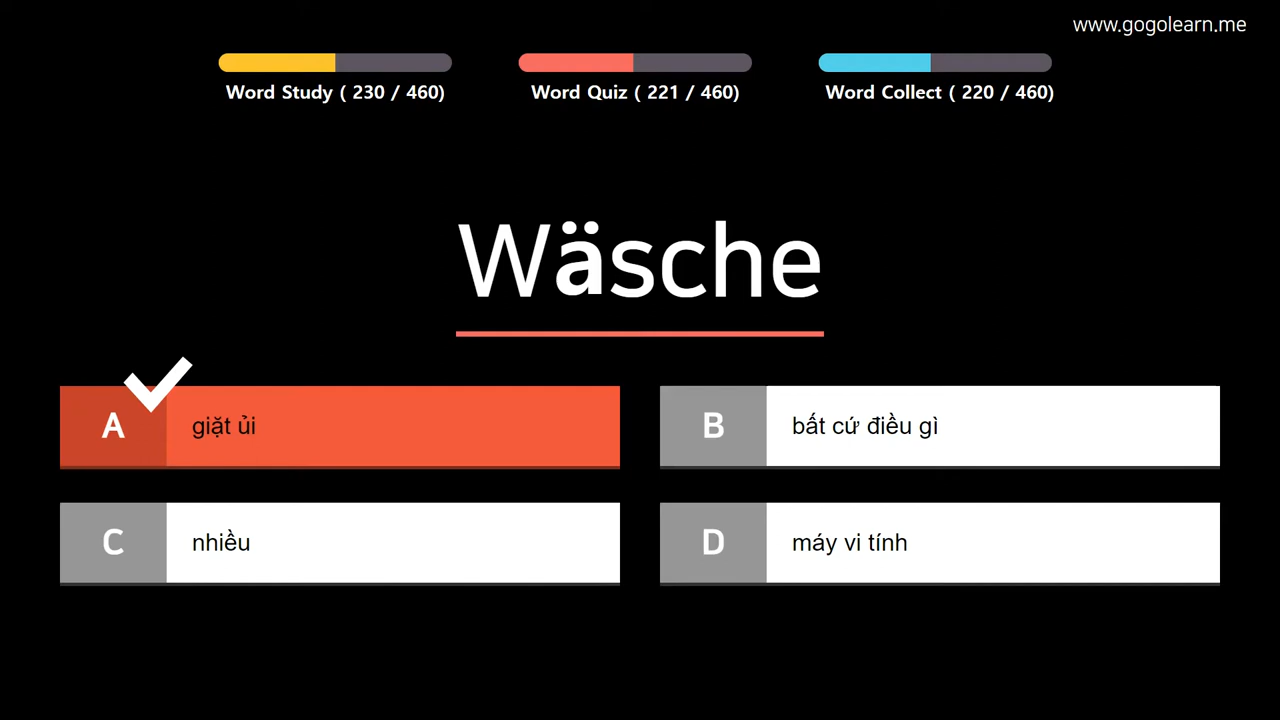 www.gogolearn.me
Word Study ( 230 / 460)
Word Quiz ( 221 / 460)
Word Collect ( 220 / 460)
Wäsche
A giặt ủi
B bất cứ điều gì
C nhiều
D máy vi tính